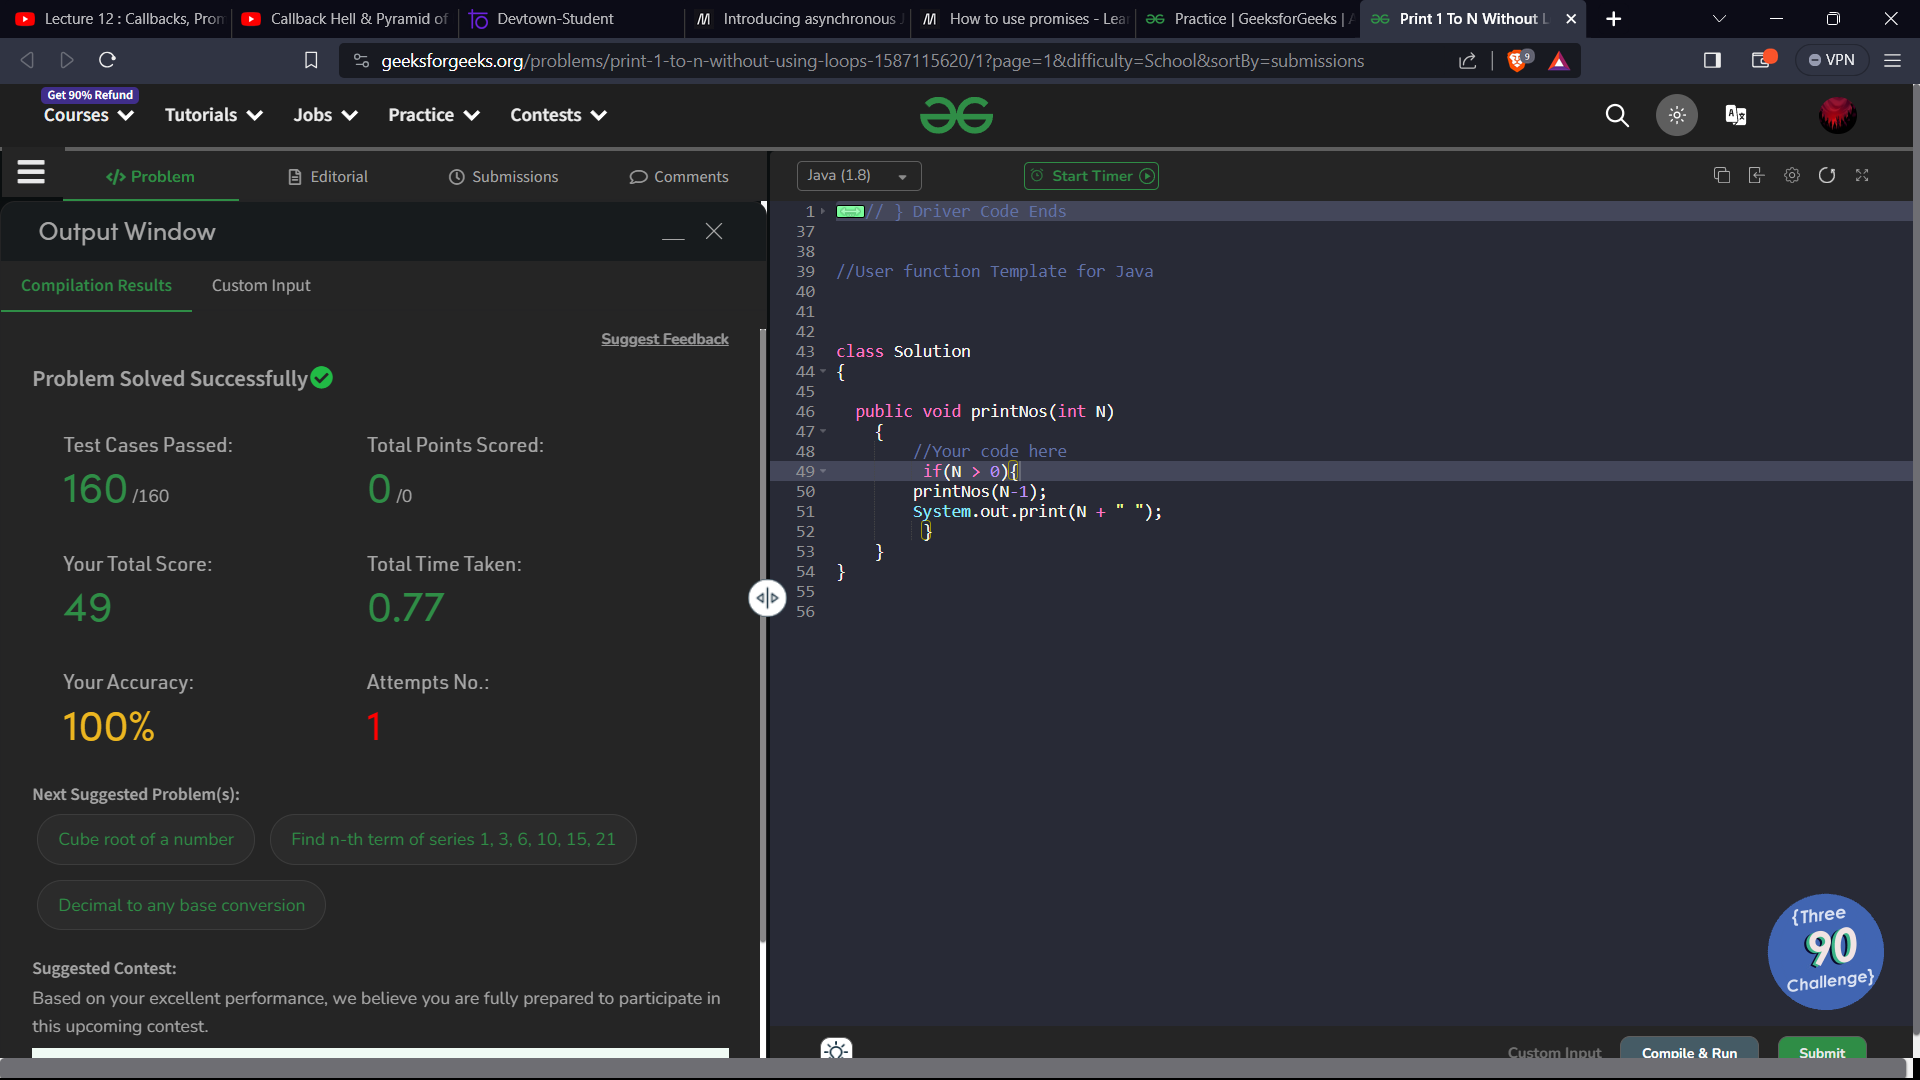 Lecture 12 : Callbacks, Pron
Callback Hell & Pyramid of
Devtown-Student
Introducing asynchronous J
How to use promises - Lea
Practice | GeeksforGeeks | A
Print 1 To N Without L
geeksforgeeks.org/problems/print-1-to-n-without-using-loops-1587115620/1?page=1&difficulty=School&sortBy=submissions
9
VPN
Get 90% Refund
Courses
Tutorials
Jobs
Practice
Contests
</> Problem
Editorial
Submissions
Comments
Java (1.8)
Start Timer
Output Window
Compilation Results
Custom Input
Suggest Feedback
Problem Solved Successfully
Test Cases Passed:
Total Points Scored:
160 /160
0 /0
Your Total Score:
Total Time Taken:
49
0.77
Your Accuracy:
Attempts No.:
100%
1
Next Suggested Problem(s):
Cube root of a number
Find n-th term of series 1, 3, 6, 10, 15, 21
Decimal to any base conversion
Suggested Contest:
Based on your excellent performance, we believe you are fully prepared to participate in
this upcoming contest.
1 // } Driver Code Ends
37
38
39 //User function Template for Java
40
41
42
43 class Solution
44 {
45
46 public void printNos(int N)
47 {
48 //Your code here
49 if(N > 0){
50 printNos(N-1);
51 System.out.print(N + " ");
52 }
53 }
54 }
55
56
{Three
90
Challenge}
Custom Input
Compile & Run
Submit